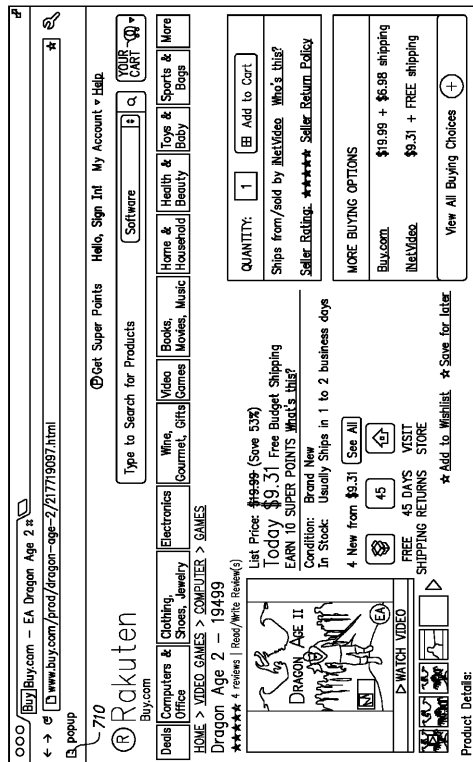 Buy Buy.com – EA Dragon Age 2
www.buy.com/prod/dragon-age-2/217719097.html
popup
710
Get Super Points Hello, Sign In! My Account Help
Rakuten
Buy.com
Type to Search for Products
Software
YOUR CART
Deals
Computers & Office
Clothing, Shoes, Jewelry
Electronics
Wine, Gourmet, Gifts
Video Games
Books, Movies, Music
Home & Household
Health & Beauty
Toys & Baby
Sports & Bags
More
HOME > VIDEO GAMES > COMPUTER > GAMES
Dragon Age 2 – 19499
★★★★★ 4 reviews | Read/Write Review(s)
DRAGON AGE II
EA
WATCH VIDEO
Product Details:
List Price: $19.99 (Save 53%)
Today $9.31 Free Budget Shipping
EARN 10 SUPER POINTS What's this?
Condition: Brand New
In Stock: Usually Ships in 1 to 2 business days
4 New from $9.31 See All
45
FREE SHIPPING
45 DAYS RETURNS
VISIT STORE
★ Add to Wishlist ★ Save for later
QUANTITY: 1 Add to Cart
Ships from/sold by iNetVideo Who's this?
Seller Rating: ★★★★★ Seller Return Policy
MORE BUYING OPTIONS
Buy.com $19.99 + $6.98 shipping
iNetVideo $9.31 + FREE shipping
View All Buying Choices